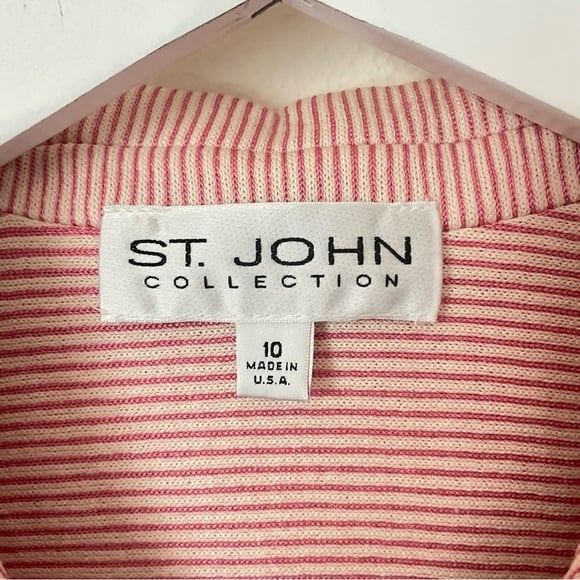 ST. JOHN
COLLECTION
10
MADE IN
U.S.A.